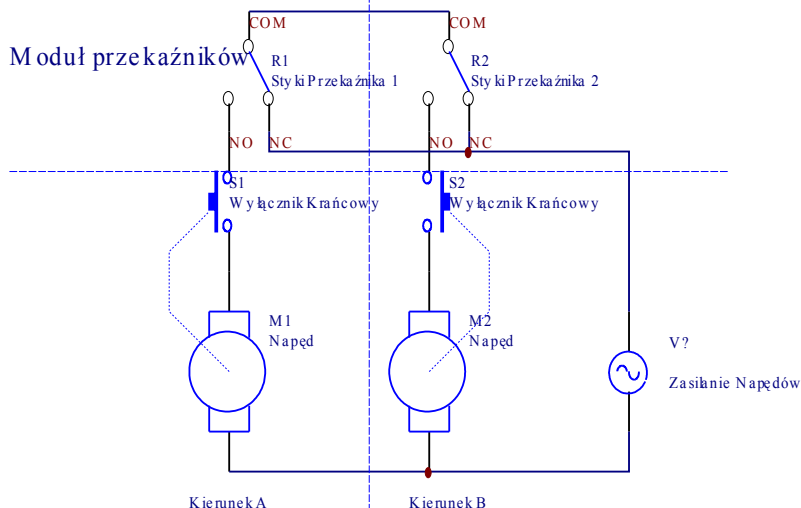 COM COM
Moduł przekaźników
R1 R2
Styki Przekaźnika 1 Styki Przekaźnika 2
NO NC NO NC
S1 S2
Wyłącznik Krańcowy Wyłącznik Krańcowy
M1 M2
Napęd Napęd
V?
Zasilanie Napędów
Kierunek A Kierunek B